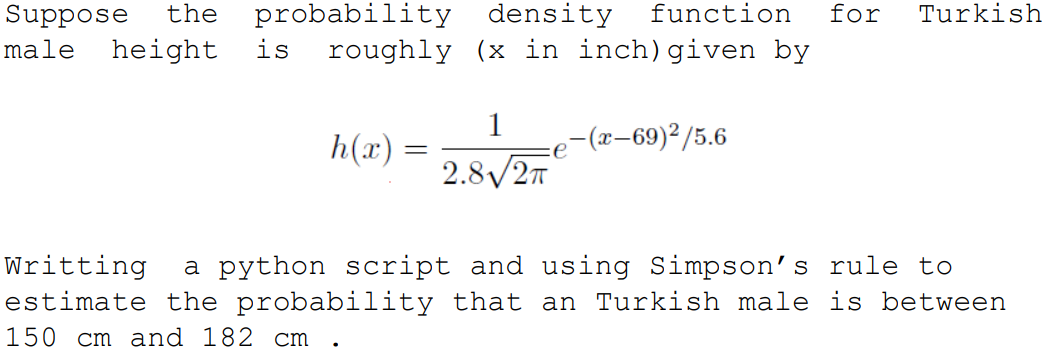 Suppose the probability density function for Turkish
male height is roughly (x in inch)given by
h(x) = \frac{1}{2.8\sqrt{2\pi}}e^{-(x-69)^2/5.6}
Writting a python script and using Simpson's rule to
estimate the probability that an Turkish male is between
150 cm and 182 cm .